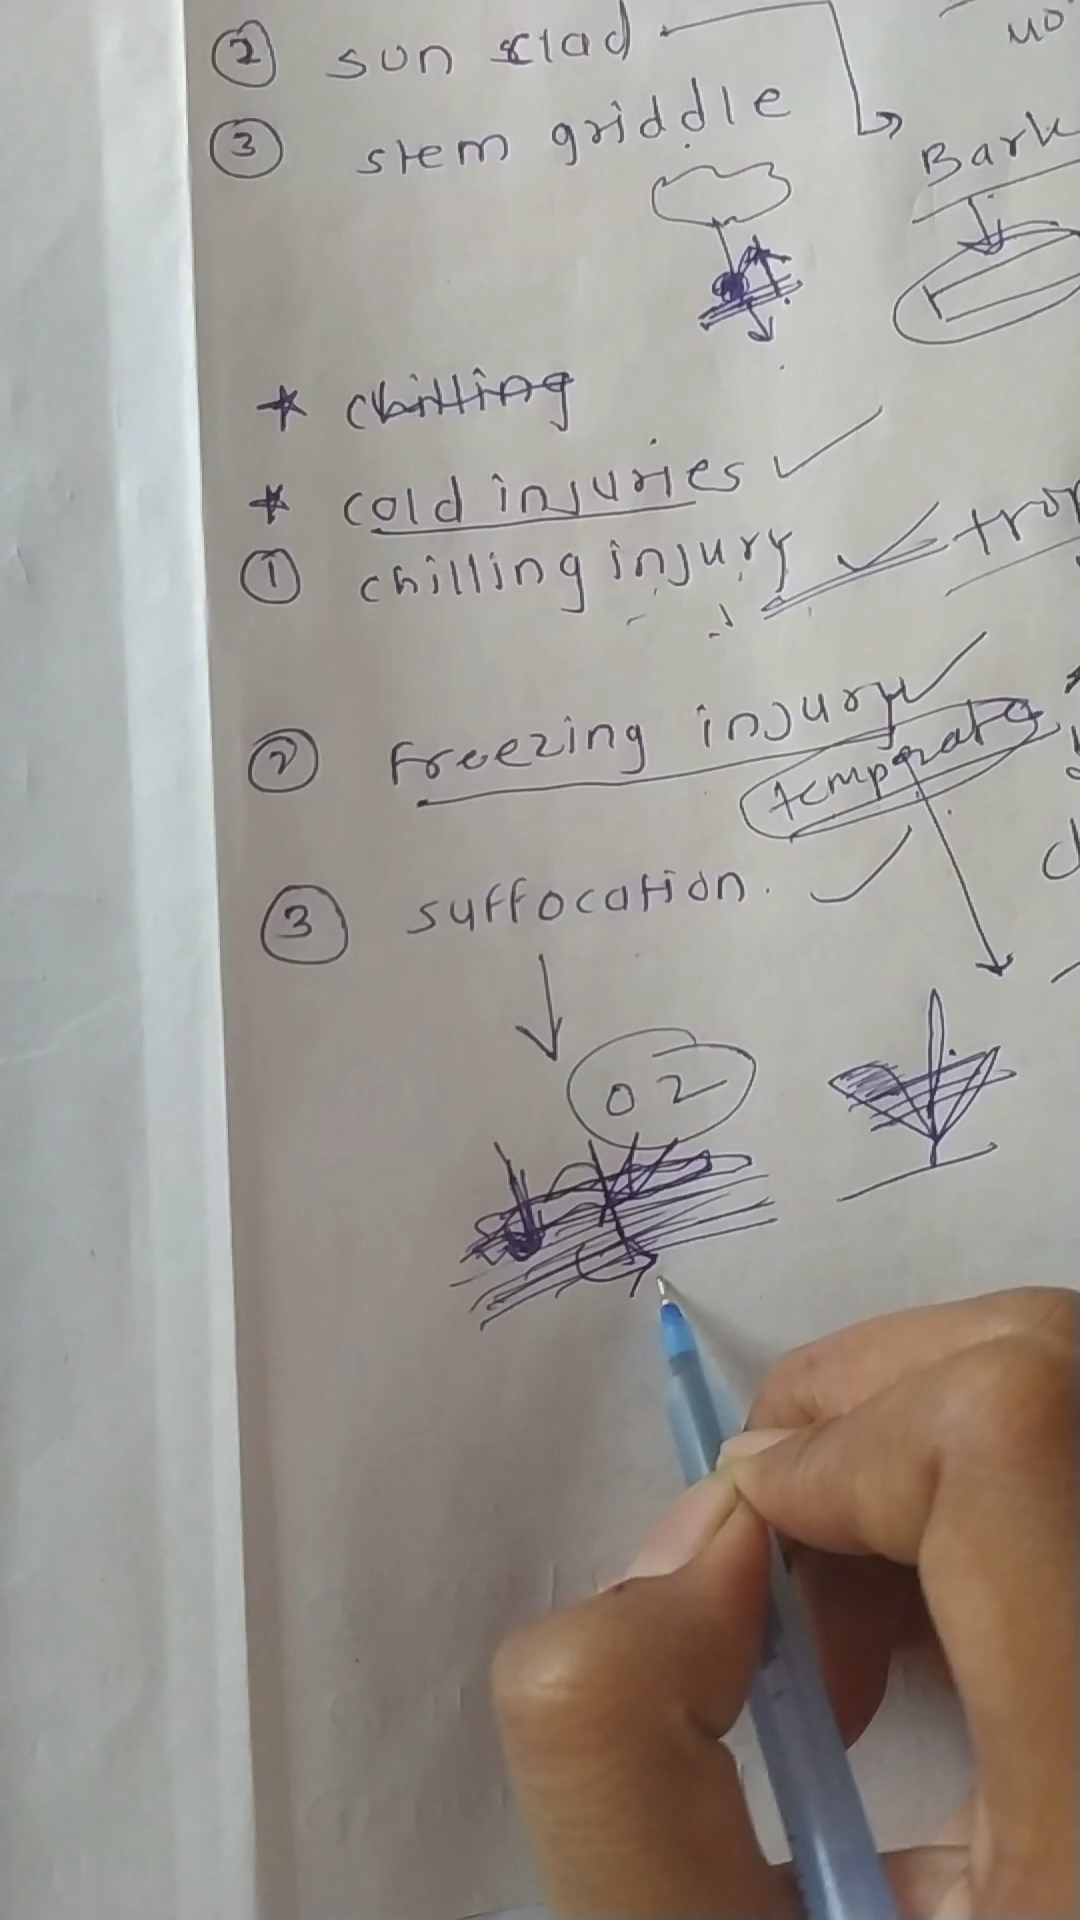 ② sun sclad
③ stem griddle
Bark
* chilling
* cold injuries
① chilling injury
② Freezing injury
temperate
③ suffocation.
O2